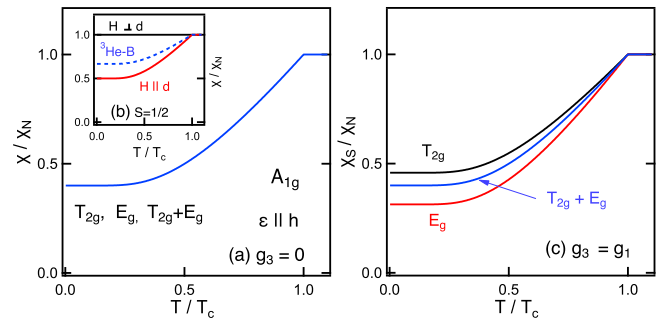 1.0
0.5
0.0
χ / χN
0.0
0.5
1.0
T / Tc
A1g
T2g, Eg, T2g+Eg
ε || h
(a) g3 = 0
H ⊥ d
3He-B
H || d
(b) S=1/2
1.0
0.5
0.0
χ / χN
0.0
0.5
1.0
T / Tc
1.0
0.5
0.0
χS / χN
T2g
T2g + Eg
Eg
(c) g3 = g1
0.0
0.5
1.0
T / Tc